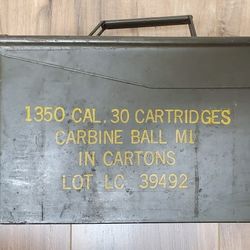 1350 CAL. 30 CARTRIDGES
CARBINE BALL M1
IN CARTONS
LOT LC 39492